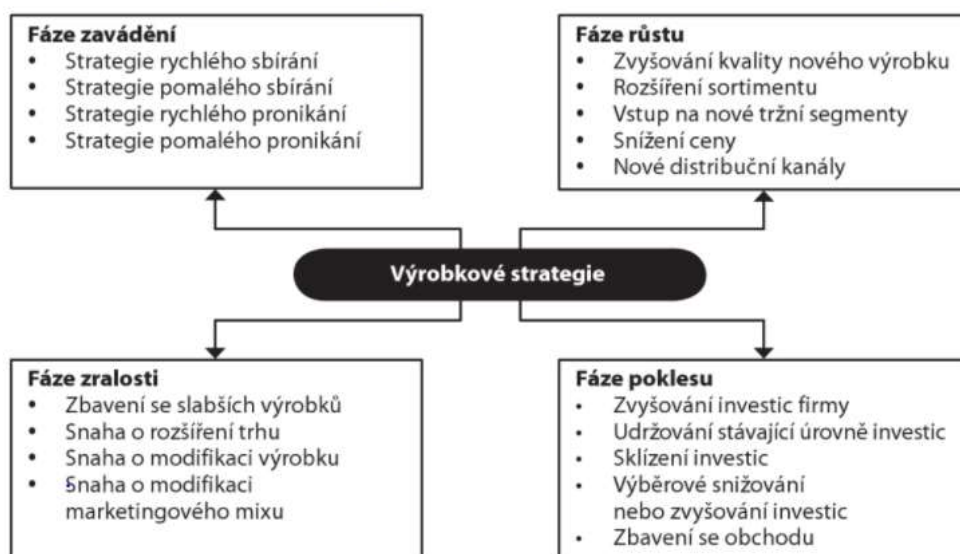 Fáze zavádění
• Strategie rychlého sbírání
• Strategie pomalého sbírání
• Strategie rychlého pronikání
• Strategie pomalého pronikání
Fáze růstu
• Zvyšování kvality nového výrobku
• Rozšíření sortimentu
• Vstup na nové tržní segmenty
• Snížení ceny
• Nové distribuční kanály
Výrobkové strategie
Fáze zralosti
• Zbavení se slabších výrobků
• Snaha o rozšíření trhu
• Snaha o modifikaci výrobku
• Snaha o modifikaci
marketingového mixu
Fáze poklesu
• Zvyšování investic firmy
• Udržování stávající úrovně investic
• Sklízení investic
• Výběrové snižování
nebo zvyšování investic
• Zbavení se obchodu